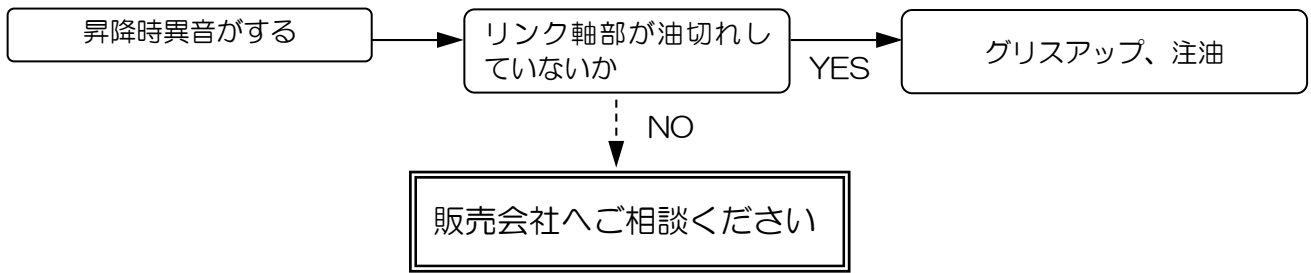 昇降時異音がする
リンク軸部が油切れし
ていないか
YES
グリスアップ、注油
NO
販売会社へご相談ください